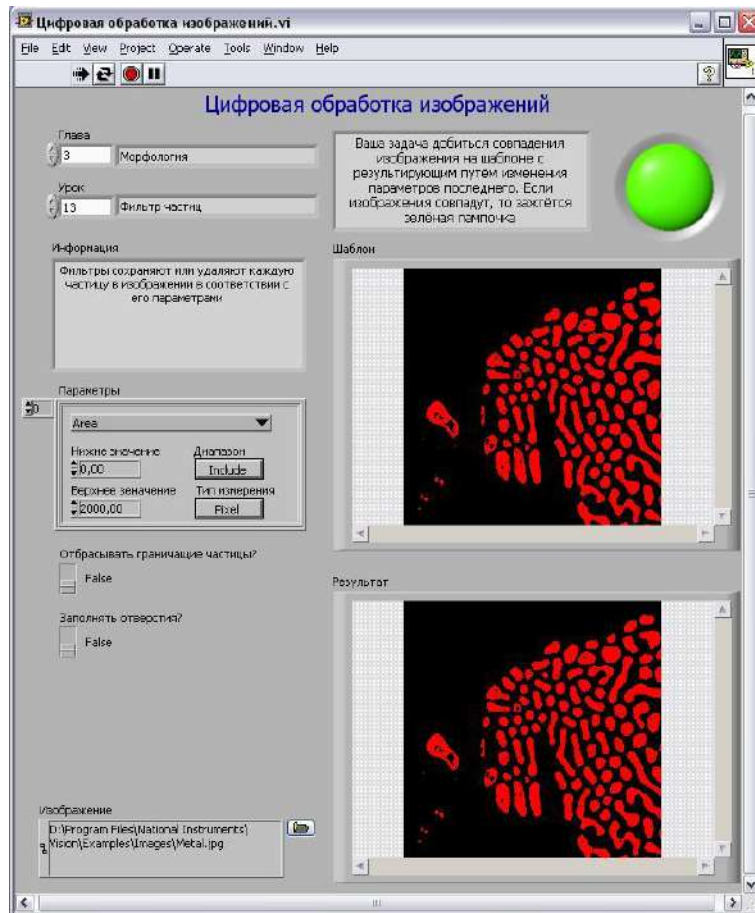 Цифровая обработка изображений.vi
File Edit View Project Operate Tools Window Help
Цифровая обработка изображений
Глава
3 Морфология
Урок
13 Фильтр частиц
Ваша задача добиться совпадения
изображения на шаблоне с
результирующим путём изменения
параметров последнего. Если
изображения совпадут, то зажгётся
зелёная лампочка
Информация
Фильтры сохраняют или удаляют каждую
частицу в изображении в соответствии с
его параметрами
Шаблон
Параметры
0
Area
Нижнее значение Диапазон
0,00 Include
Верхнее зеначение Тип измерения
2000,00 Pixel
Отбрасывать граничащие частицы?
False
Заполнять отверстия?
False
Результат
Изображение
D:\Program Files\National Instruments\
Vision\Examples\Images\Metal.jpg